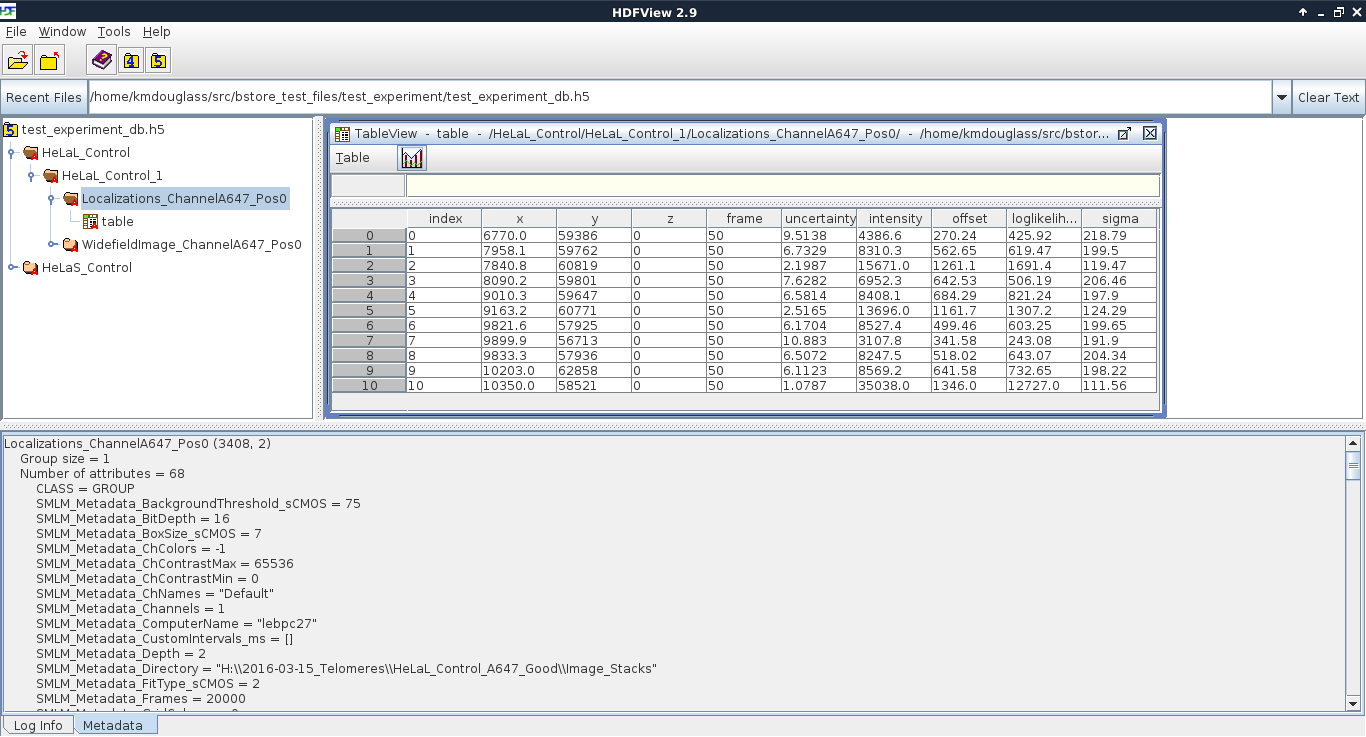 HDFView 2.9
File Window Tools Help
Recent Files /home/kmdouglass/src/bstore_test_files/test_experiment/test_experiment_db.h5 Clear Text
test_experiment_db.h5
HeLaL_Control
HeLaL_Control_1
Localizations_ChannelA647_Pos0
table
WidefieldImage_ChannelA647_Pos0
HeLaS_Control
TableView - table - /HeLaL_Control/HeLaL_Control_1/Localizations_ChannelA647_Pos0/ - /home/kmdouglass/src/bstor...
Table
index x y z frame uncertainty intensity offset loglikelih... sigma
0 0 6770.0 59386 0 50 9.5138 4386.6 270.24 425.92 218.79
1 1 7958.1 59762 0 50 6.7329 8310.3 562.65 619.47 199.5
2 2 7840.8 60819 0 50 2.1987 15671.0 1261.1 1691.4 119.47
3 3 8090.2 59801 0 50 7.6282 6952.3 642.53 506.19 206.46
4 4 9010.3 59647 0 50 6.5814 8408.1 684.29 821.24 197.9
5 5 9163.2 60771 0 50 2.5165 13696.0 1161.7 1307.2 124.29
6 6 9821.6 57925 0 50 6.1704 8527.4 499.46 603.25 199.65
7 7 9899.9 56713 0 50 10.883 3107.8 341.58 243.08 191.9
8 8 9833.3 57936 0 50 6.5072 8247.5 518.02 643.07 204.34
9 9 10203.0 62858 0 50 6.1123 8569.2 641.58 732.65 198.22
10 10 10350.0 58521 0 50 1.0787 35038.0 1346.0 12727.0 111.56
Localizations_ChannelA647_Pos0 (3408, 2)
Group size = 1
Number of attributes = 68
CLASS = GROUP
SMLM_Metadata_BackgroundThreshold_sCMOS = 75
SMLM_Metadata_BitDepth = 16
SMLM_Metadata_BoxSize_sCMOS = 7
SMLM_Metadata_ChColors = -1
SMLM_Metadata_ChContrastMax = 65536
SMLM_Metadata_ChContrastMin = 0
SMLM_Metadata_ChNames = "Default"
SMLM_Metadata_Channels = 1
SMLM_Metadata_ComputerName = "lebpc27"
SMLM_Metadata_CustomIntervals_ms = []
SMLM_Metadata_Depth = 2
SMLM_Metadata_Directory = "H:\\2016-03-15_Telomeres\\HeLaL_Control_A647_Good\\Image_Stacks"
SMLM_Metadata_FitType_sCMOS = 2
SMLM_Metadata_Frames = 20000
Log Info Metadata